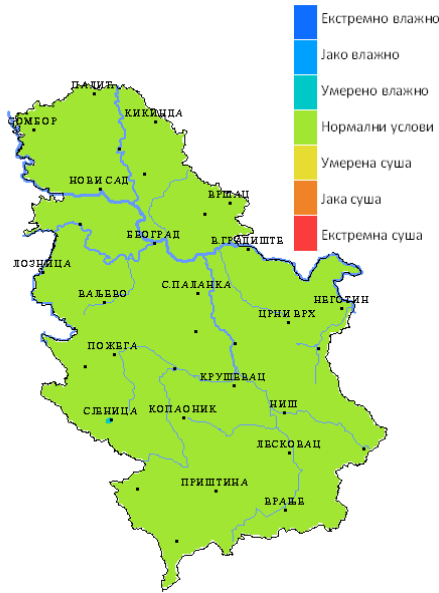 Екстремно влажно
Јако влажно
Умерено влажно
Нормални услови
Умерена суша
Јака суша
Екстремна суша
ПАЛИЋ
СОМБОР
КИКИНДА
НОВИ САД
ВРШАЦ
БЕОГРАД
В.ГРАДИШТЕ
ЛОЗНИЦА
ВАЉЕВО
С.ПАЛАНКА
НЕГОТИН
ЦРНИ ВРХ
ПОЖЕГА
КРУШЕВАЦ
СЈЕНИЦА
КОПАОНИК
НИШ
ЛЕСКОВАЦ
ПРИШТИНА
ВРАЊЕ